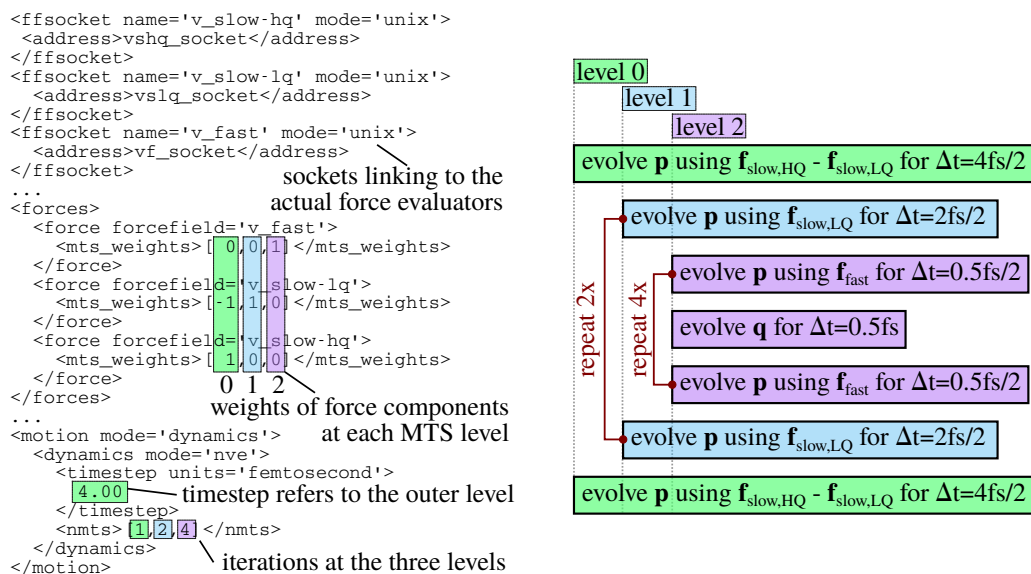 <ffsocket name='v_slow-hq' mode='unix'>
<address>vshq_socket</address>
</ffsocket>
<ffsocket name='v_slow-lq' mode='unix'>
<address>vslq_socket</address>
</ffsocket>
<ffsocket name='v_fast' mode='unix'>
<address>vf_socket</address>
</ffsocket>
sockets linking to the
actual force evaluators
...
<forces>
<force forcefield='v_fast'>
<mts_weights>[ 0,0,1]</mts_weights>
</force>
<force forcefield='v_slow-lq'>
<mts_weights>[-1,1,0]</mts_weights>
</force>
<force forcefield='v_slow-hq'>
<mts_weights>[ 1,0,0]</mts_weights>
</force>
0 1 2
</forces>
weights of force components
at each MTS level
...
<motion mode='dynamics'>
<dynamics mode='nve'>
<timestep units='femtosecond'>
4.00
timestep refers to the outer level
</timestep>
<nmts>[1,2,4]</nmts>
</dynamics>
iterations at the three levels
</motion>
level 0
level 1
level 2
evolve p using f_slow,HQ - f_slow,LQ for Δt=4fs/2
evolve p using f_slow,LQ for Δt=2fs/2
evolve p using f_fast for Δt=0.5fs/2
repeat 2x
repeat 4x
evolve q for Δt=0.5fs
evolve p using f_fast for Δt=0.5fs/2
evolve p using f_slow,LQ for Δt=2fs/2
evolve p using f_slow,HQ - f_slow,LQ for Δt=4fs/2